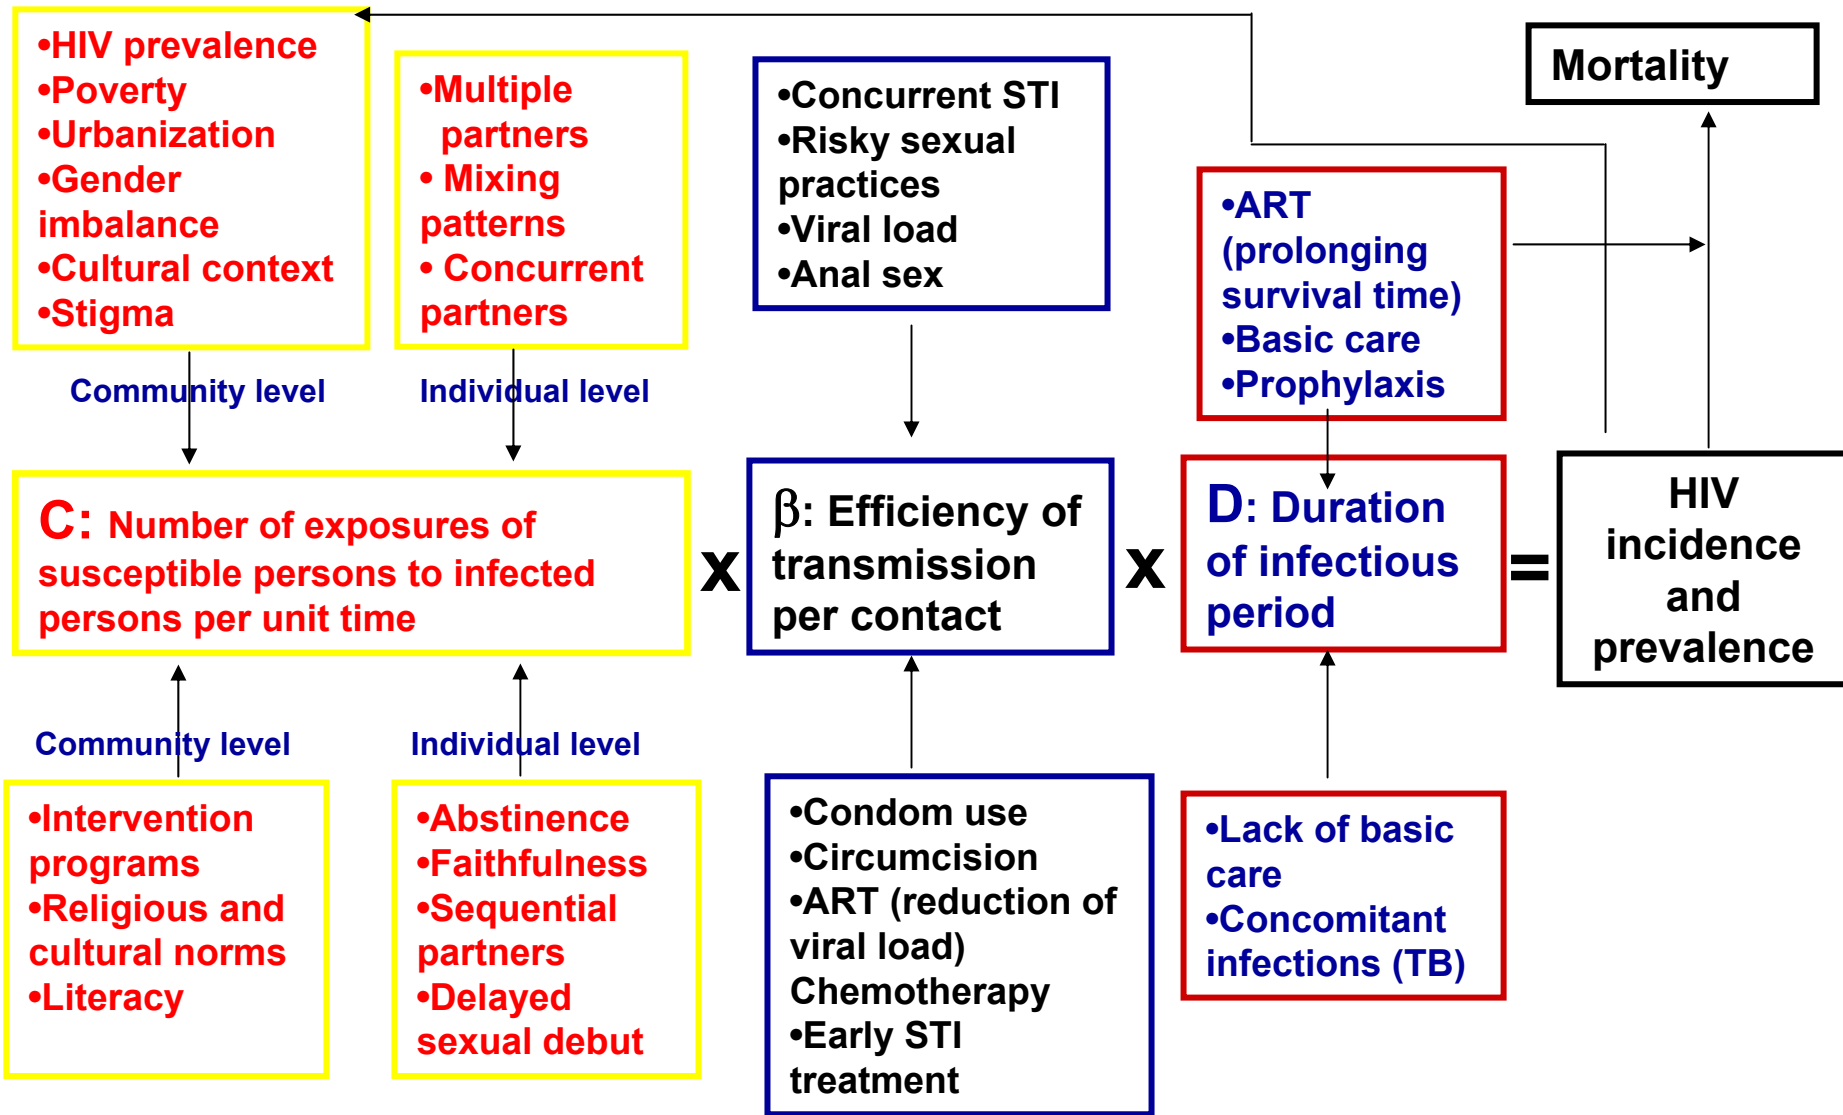 •HIV prevalence
•Poverty
•Urbanization
•Gender
imbalance
•Cultural context
•Stigma
•Multiple
partners
• Mixing
patterns
• Concurrent
partners
•Concurrent STI
•Risky sexual
practices
•Viral load
•Anal sex
Mortality
•ART
(prolonging
survival time)
•Basic care
•Prophylaxis
Community level
Individual level
C: Number of exposures of
susceptible persons to infected
persons per unit time
x
β: Efficiency of
transmission
per contact
x
D: Duration
of infectious
period
=
HIV
incidence
and
prevalence
Community level
Individual level
•Intervention
programs
•Religious and
cultural norms
•Literacy
•Abstinence
•Faithfulness
•Sequential
partners
•Delayed
sexual debut
•Condom use
•Circumcision
•ART (reduction of
viral load)
Chemotherapy
•Early STI
treatment
•Lack of basic
care
•Concomitant
infections (TB)